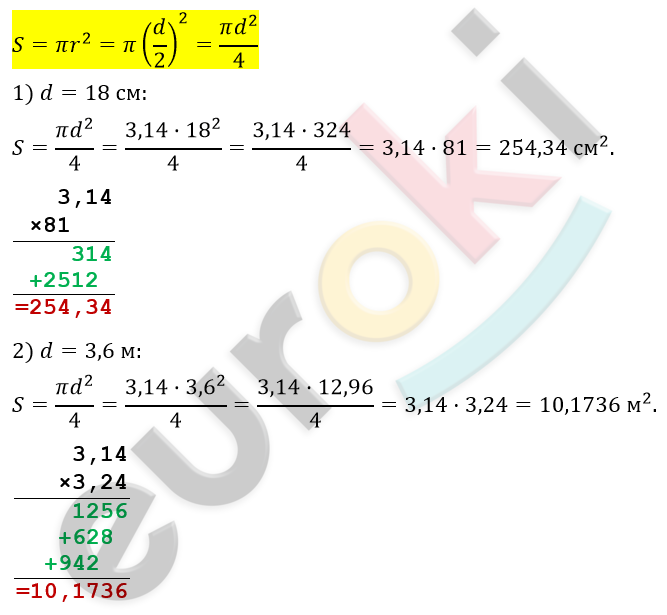 S = πr² = π(d/2)² = πd²/4
1) d = 18 см:
S = πd²/4 = 3,14 · 18²/4 = 3,14 · 324/4 = 3,14 · 81 = 254,34 см².
3,14
×81
314
+2512
=254,34
2) d = 3,6 м:
S = πd²/4 = 3,14 · 3,6²/4 = 3,14 · 12,96/4 = 3,14 · 3,24 = 10,1736 м².
3,14
×3,24
1256
+628
+942
=10,1736
euroki